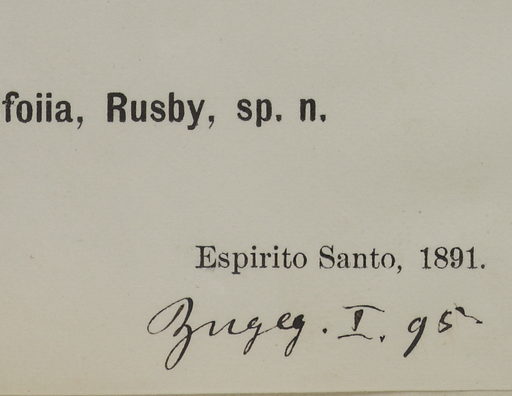 foiia, Rusby, sp. n.
Espirito Santo, 1891.
Zugeg. I. 95